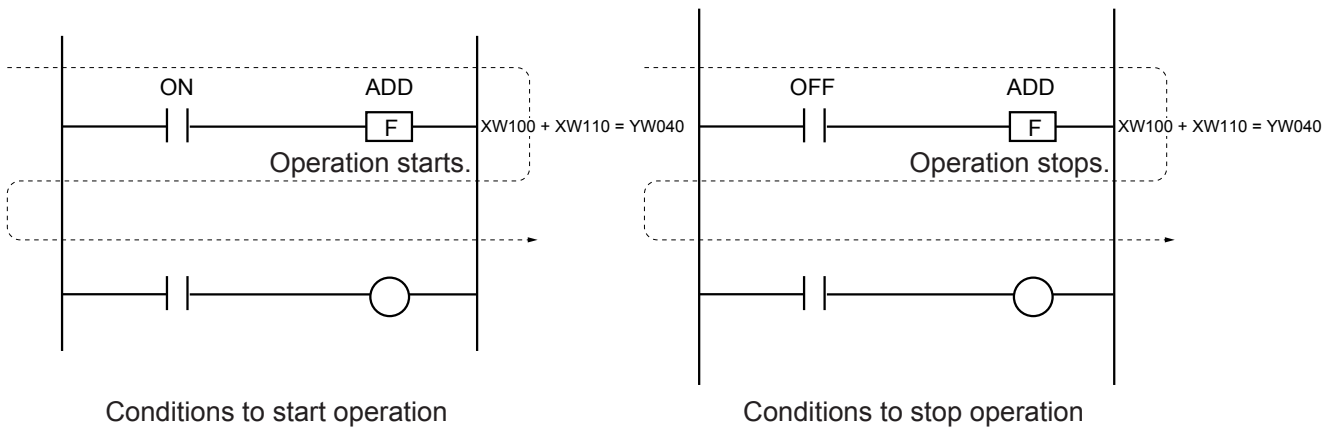 ON ADD
F XW100 + XW110 = YW040
Operation starts.
Conditions to start operation
OFF ADD
F XW100 + XW110 = YW040
Operation stops.
Conditions to stop operation